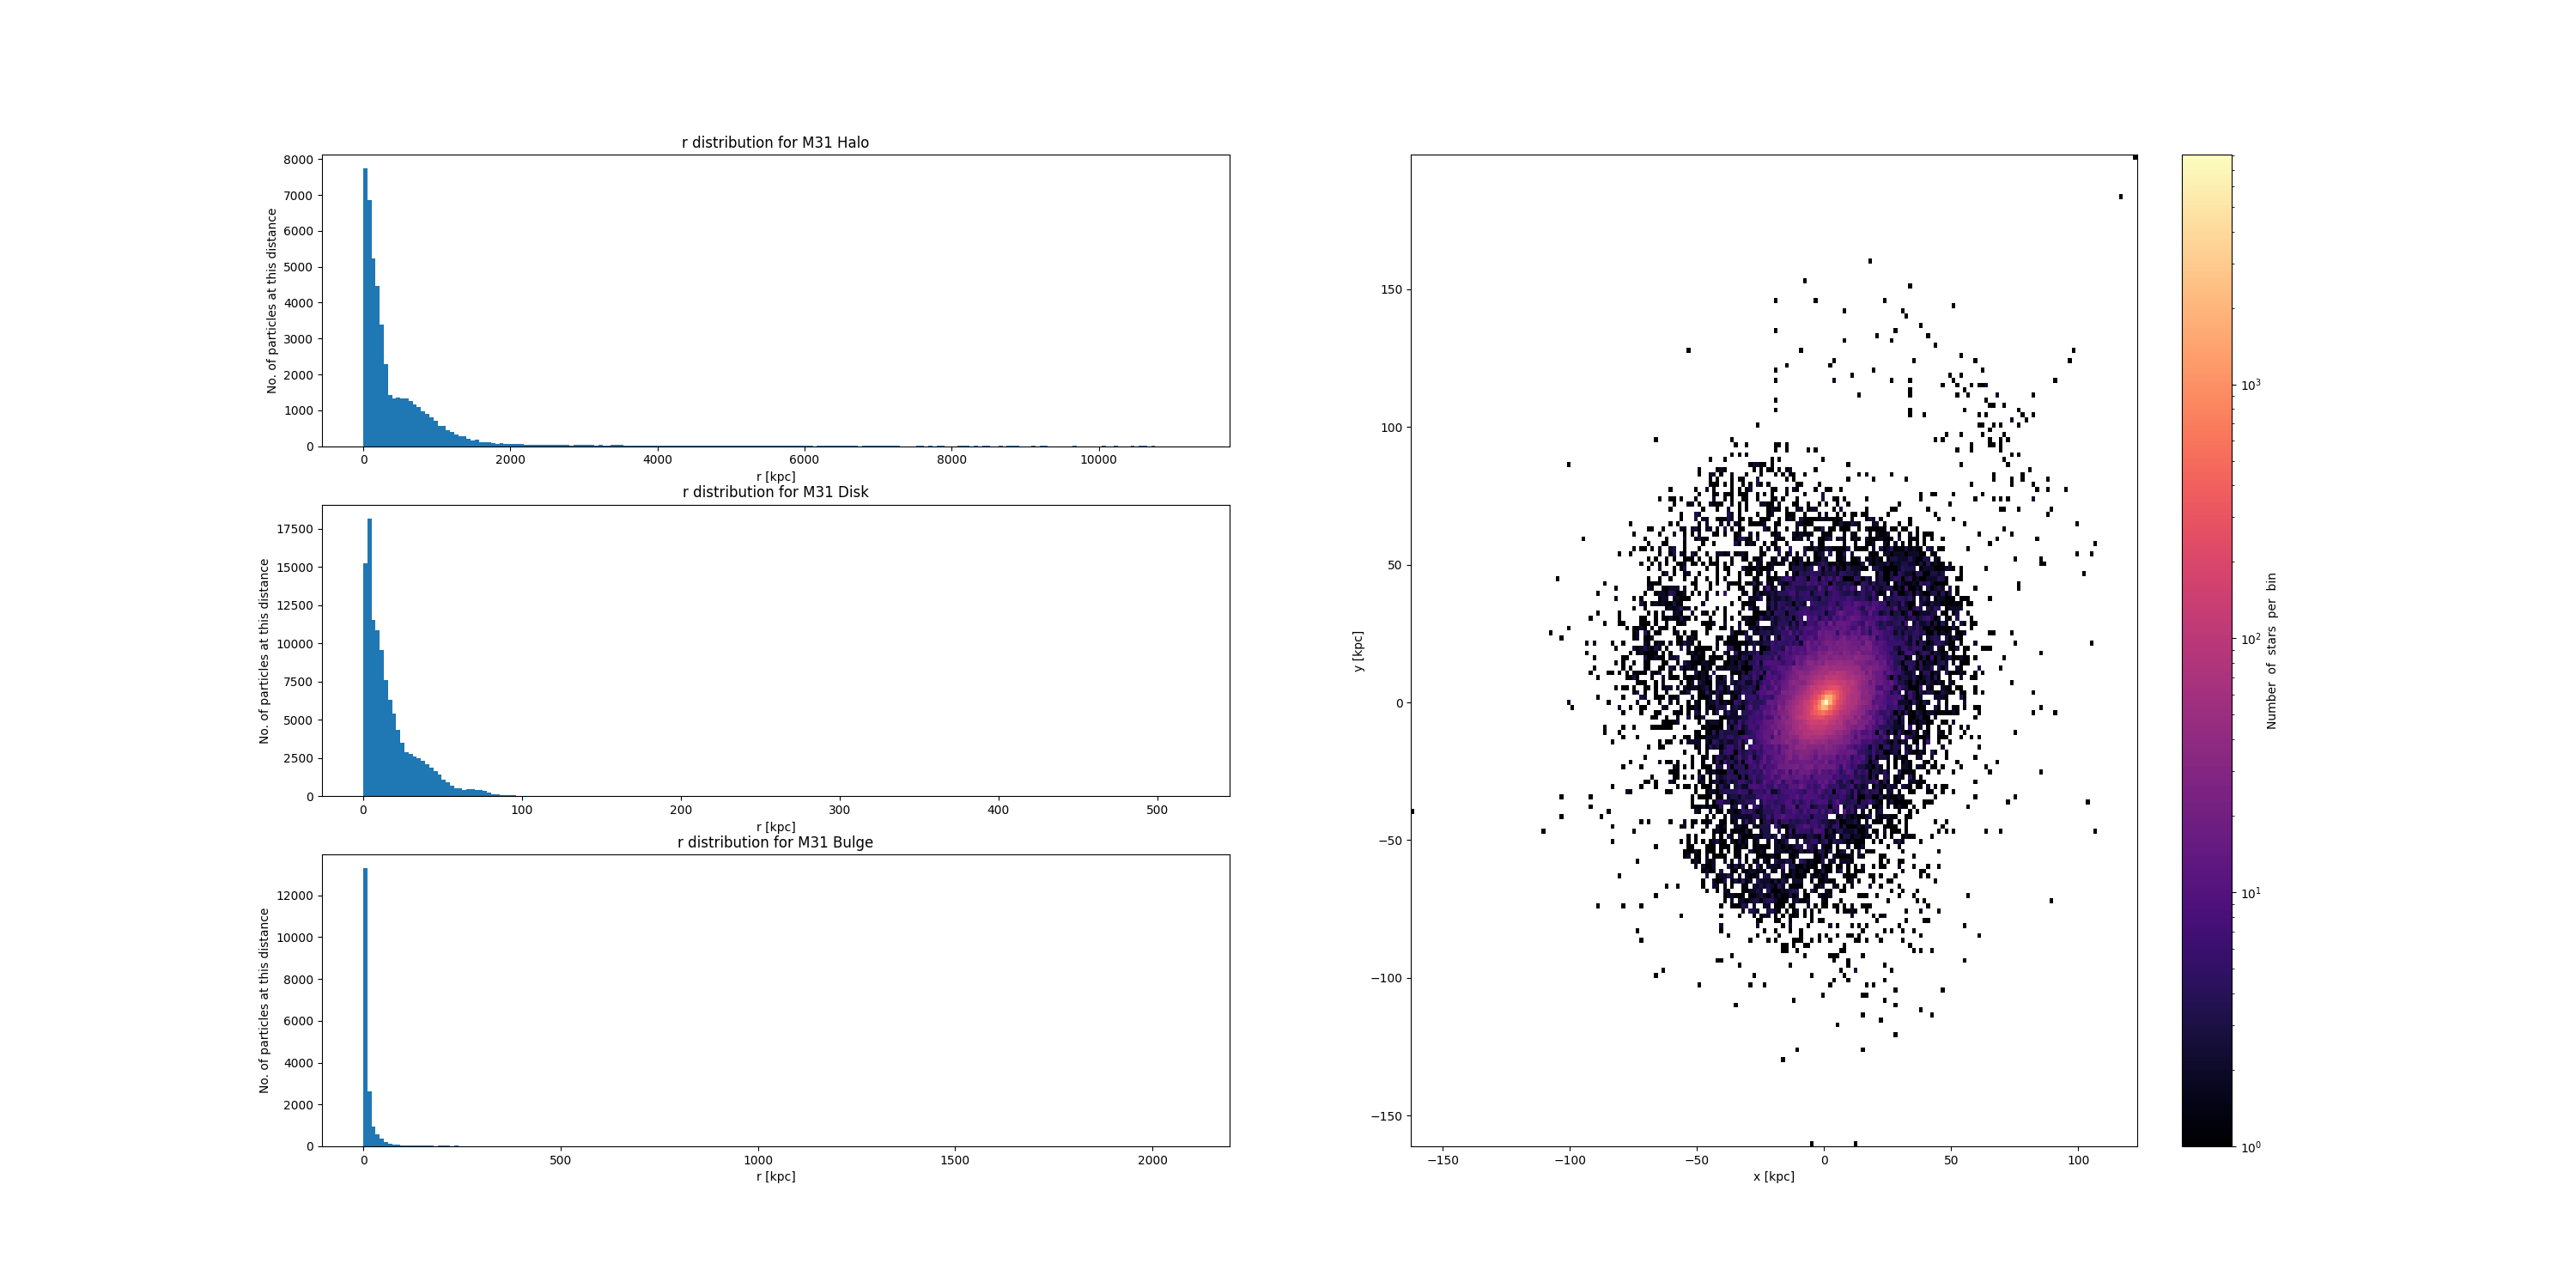 r distribution for M31 Halo
No. of particles at this distance
8000
7000
6000
5000
4000
3000
2000
1000
0
0 2000 4000 6000 8000 10000
r [kpc]
r distribution for M31 Disk
No. of particles at this distance
17500
15000
12500
10000
7500
5000
2500
0
0 100 200 300 400 500
r [kpc]
r distribution for M31 Bulge
No. of particles at this distance
12000
10000
8000
6000
4000
2000
0
0 500 1000 1500 2000
r [kpc]
y [kpc]
150
100
50
0
−50
−100
−150
−150 −100 −50 0 50 100
x [kpc]
10³
10²
10¹
10⁰
Number of stars per bin